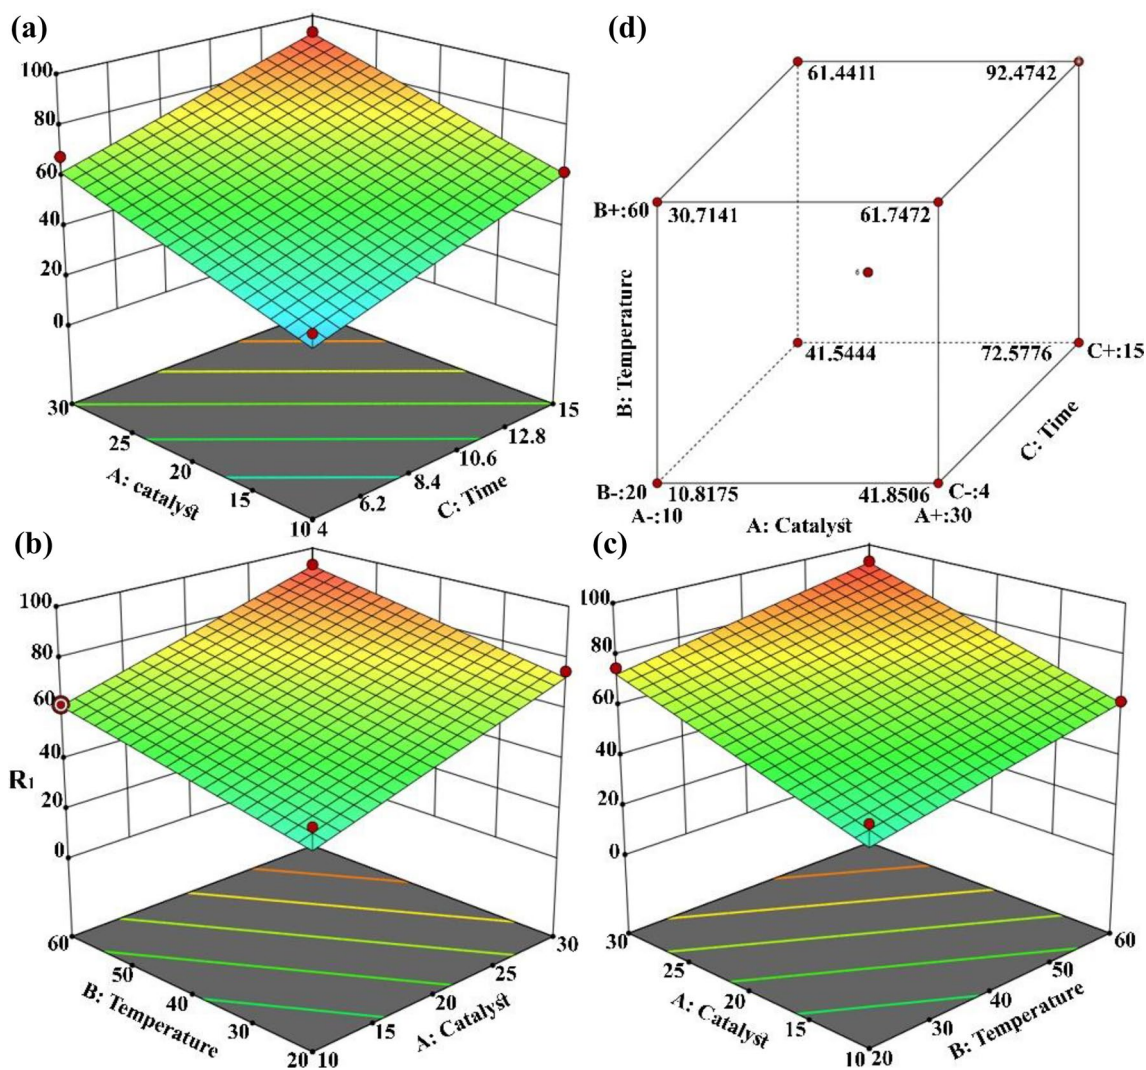 (a)
100
80
60
40
20
0
30
25
20
15
10 4
6.2
8.4
10.6
12.8
15
A: catalyst
C: Time
(d)
61.4411
92.4742
B+:60
30.7141
61.7472
B: Temperature
41.5444
72.5776
C+:15
C: Time
B-:20
10.8175
41.8506
C-:4
A-:10
A: Catalyst
A+:30
(b)
100
80
60
40
20
0
R1
60
50
40
30
20 10
15
20
25
30
B: Temperature
A: Catalyst
(c)
100
80
60
40
20
0
30
25
20
15
10 20
30
40
50
60
A: Catalyst
B: Temperature